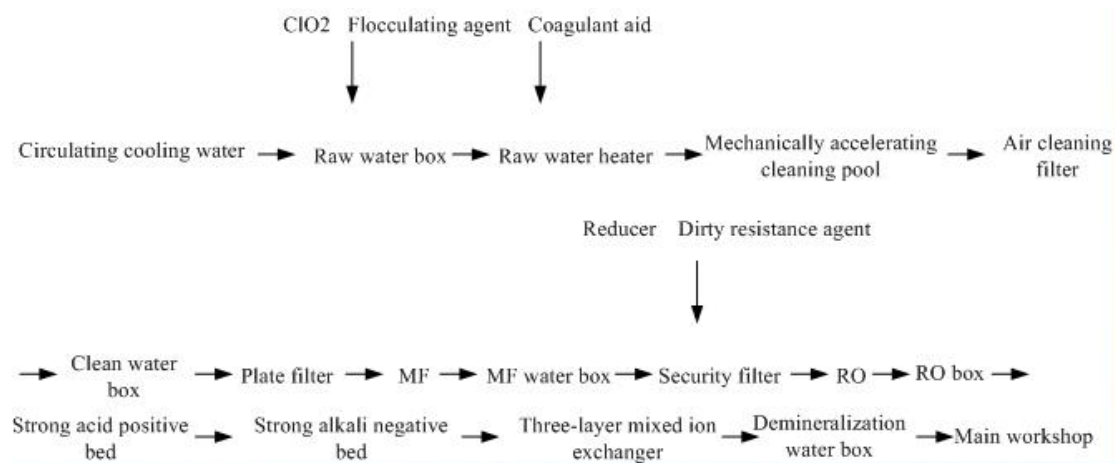 ClO2 Flocculating agent Coagulant aid
Circulating cooling water Raw water box Raw water heater Mechanically accelerating cleaning pool Air cleaning filter
Reducer Dirty resistance agent
Clean water box Plate filter MF MF water box Security filter RO RO box
Strong acid positive bed Strong alkali negative bed Three-layer mixed ion exchanger Demineralization water box Main workshop